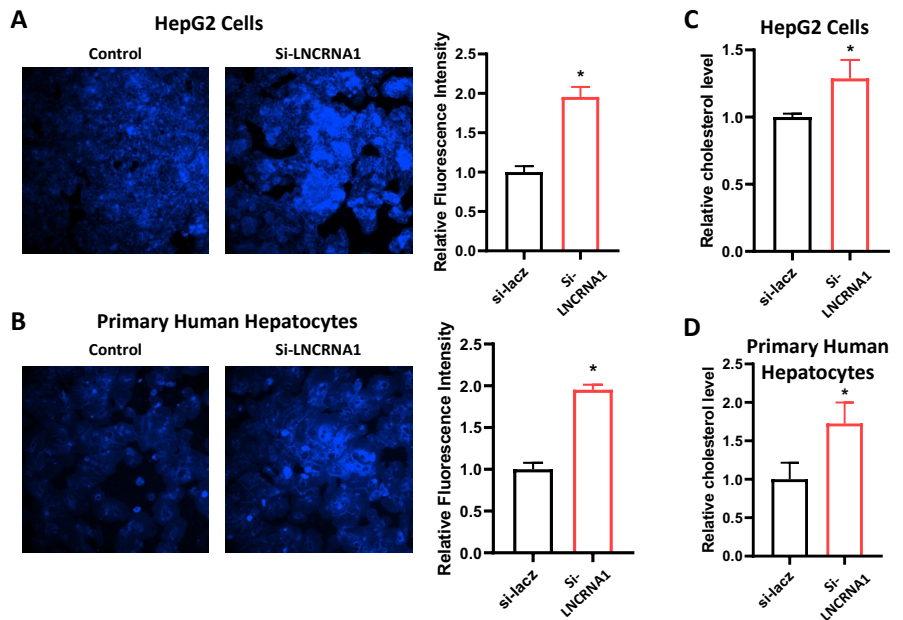 A
HepG2 Cells
Control
Si-LNCRNA1
Relative Fluorescence Intensity
2.5
2.0
1.5
1.0
0.5
0.0
*
si-lacz
Si-
LNCRNA1
B
Primary Human Hepatocytes
Control
Si-LNCRNA1
Relative Fluorescence Intensity
2.5
2.0
1.5
1.0
0.5
0.0
*
si-lacz
Si-
LNCRNA1
C
HepG2 Cells
Relative cholesterol level
1.5
1.0
0.5
0.0
*
si-lacz
Si-
LNCRNA1
D
Primary Human
Hepatocytes
Relative cholesterol level
2.5
2.0
1.5
1.0
0.5
0.0
*
si-lacz
Si-
LNCRNA1